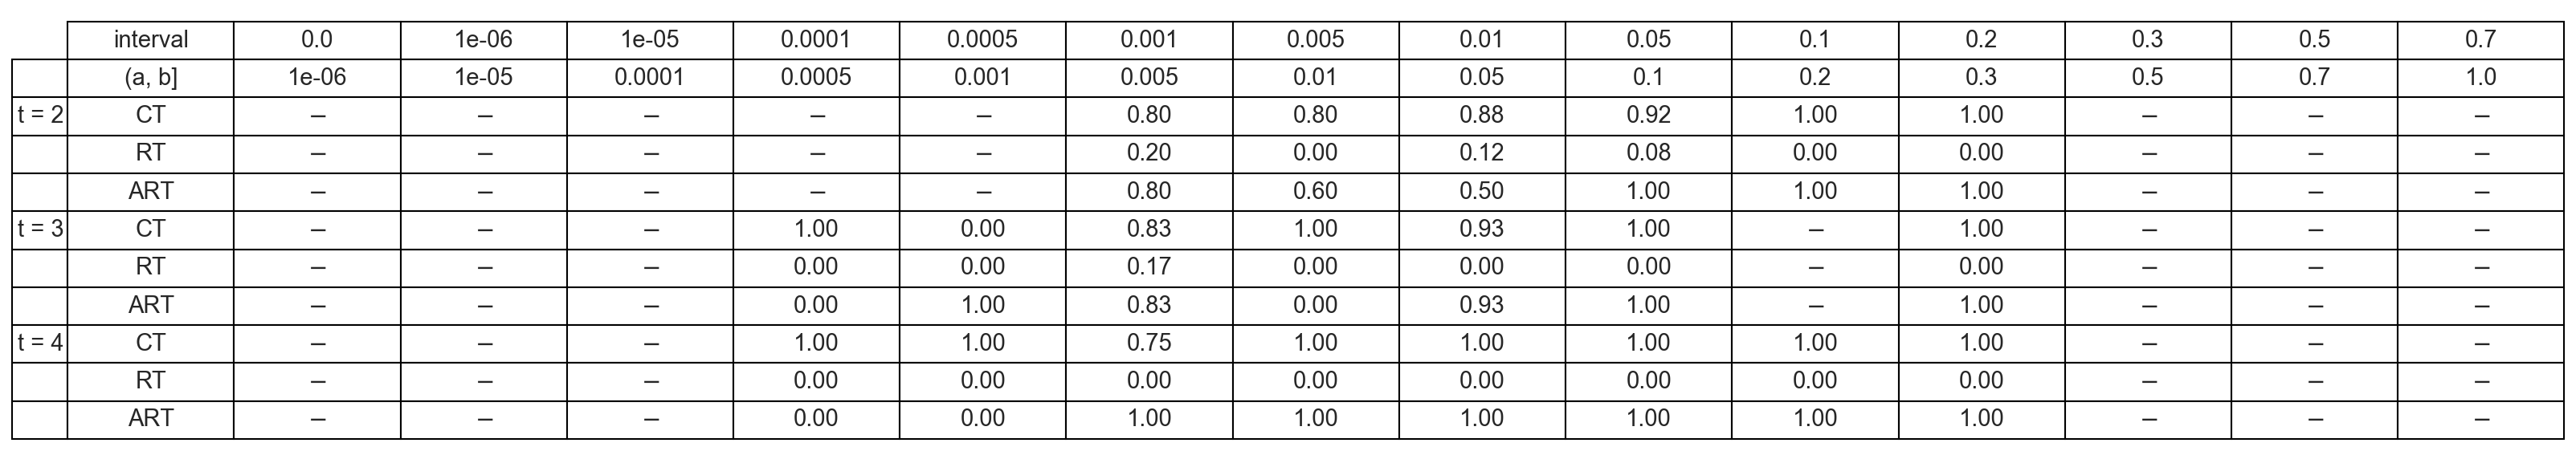 interval 0.0 1e-06 1e-05 0.0001 0.0005 0.001 0.005 0.01 0.05 0.1 0.2 0.3 0.5 0.7
(a, b] 1e-06 1e-05 0.0001 0.0005 0.001 0.005 0.01 0.05 0.1 0.2 0.3 0.5 0.7 1.0
t = 2 CT – – – – – 0.80 0.80 0.88 0.92 1.00 1.00 – – –
RT – – – – – 0.20 0.00 0.12 0.08 0.00 0.00 – – –
ART – – – – – 0.80 0.60 0.50 1.00 1.00 1.00 – – –
t = 3 CT – – – 1.00 0.00 0.83 1.00 0.93 1.00 – 1.00 – – –
RT – – – 0.00 0.00 0.17 0.00 0.00 0.00 – 0.00 – – –
ART – – – 0.00 1.00 0.83 0.00 0.93 1.00 – 1.00 – – –
t = 4 CT – – – 1.00 1.00 0.75 1.00 1.00 1.00 1.00 1.00 – – –
RT – – – 0.00 0.00 0.00 0.00 0.00 0.00 0.00 0.00 – – –
ART – – – 0.00 0.00 1.00 1.00 1.00 1.00 1.00 1.00 – – –